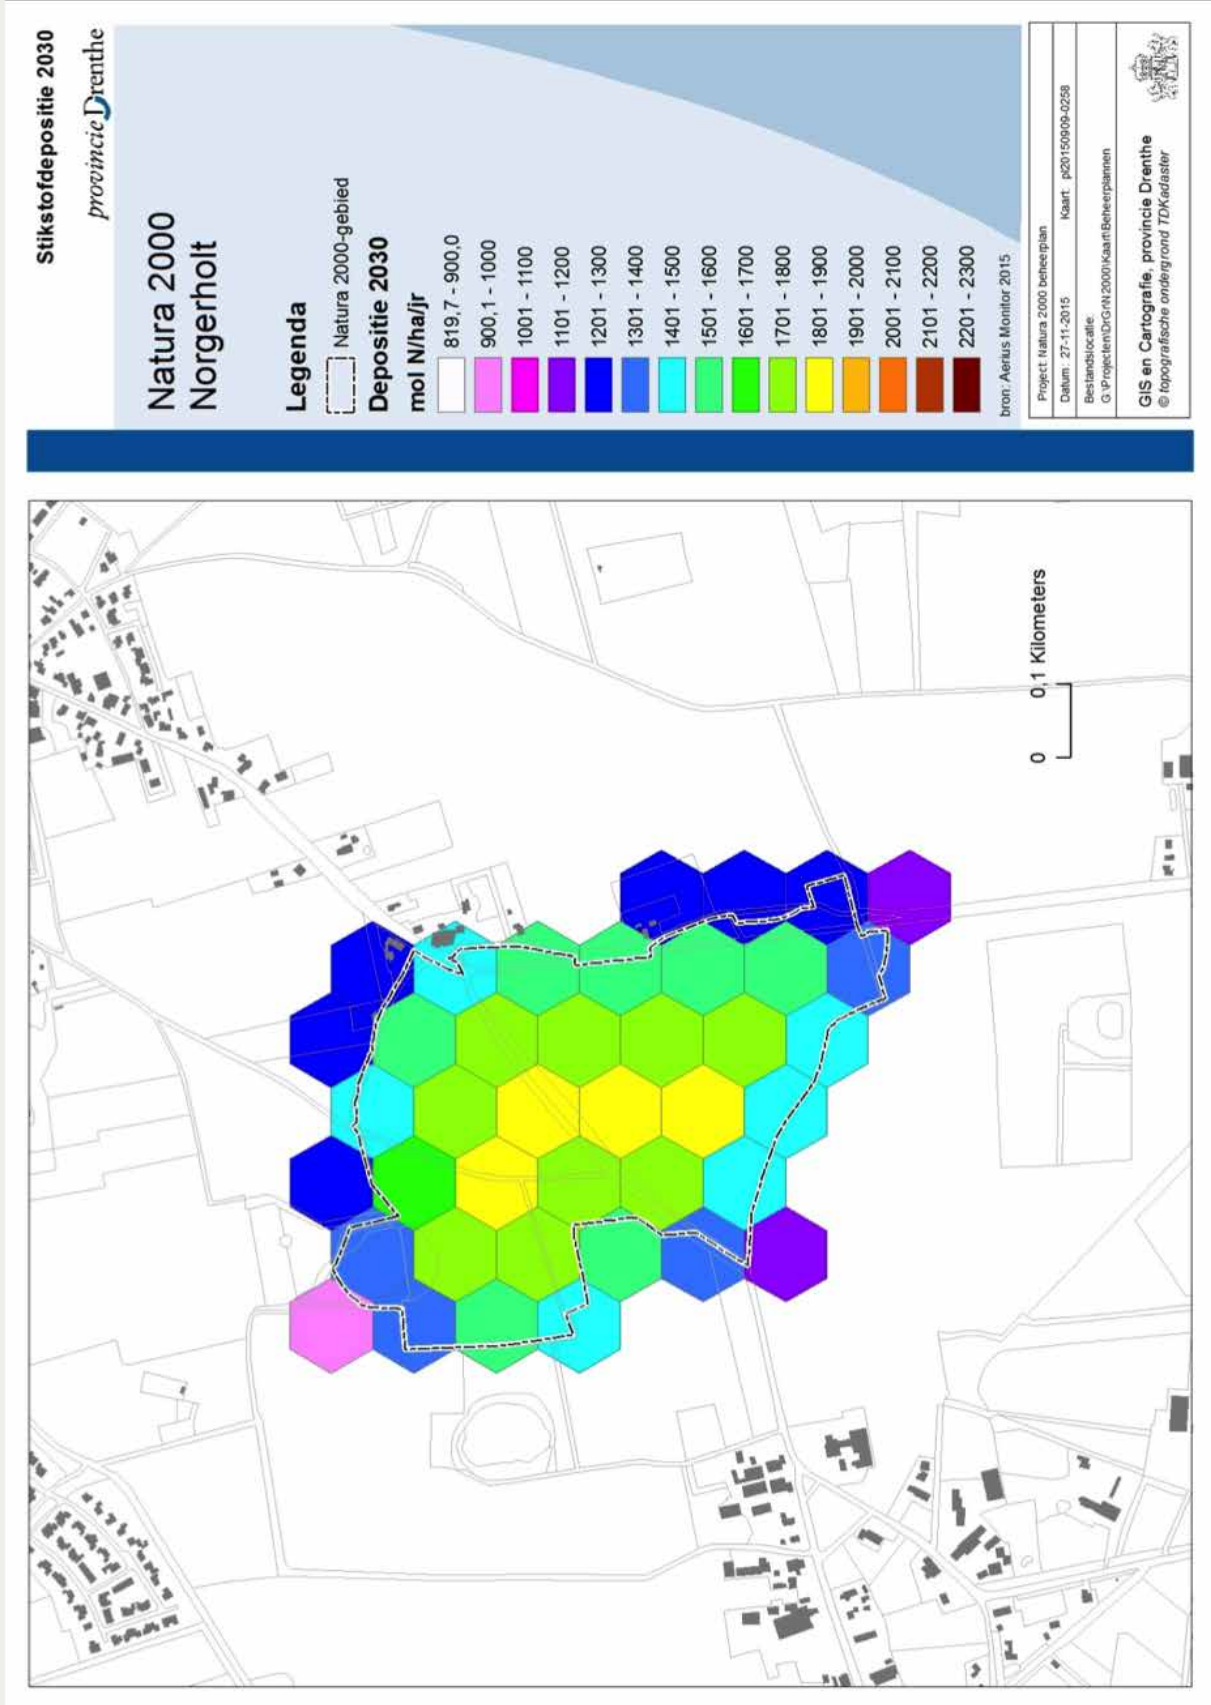 Stikstofdepositie 2030
provincie Drenthe
Natura 2000
Norgerholt
Legenda
Natura 2000-gebied
Depositie 2030
mol N/ha/jr
819,7 - 900,0
900,1 - 1000
1001 - 1100
1101 - 1200
1201 - 1300
1301 - 1400
1401 - 1500
1501 - 1600
1601 - 1700
1701 - 1800
1801 - 1900
1901 - 2000
2001 - 2100
2101 - 2200
2201 - 2300
bron: Aerius Monitor 2015
Project: Natura 2000 beheerplan
Datum: 27-11-2015 Kaart: pl20150909-0258
Bestandslocatie:
G:\Projecten\DrGr\N2000\Kaart\Beheerplannen
GIS en Cartografie, provincie Drenthe
© topografische ondergrond TDKadaster
0 0,1 Kilometers